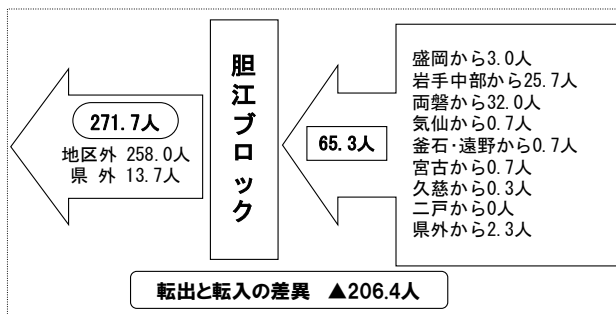 271.7人
地区外 258.0人
県 外 13.7人
胆江ブロック
65.3人
盛岡から3.0人
岩手中部から25.7人
両磐から32.0人
気仙から0.7人
釜石・遠野から0.7人
宮古から0.7人
久慈から0.3人
二戸から0人
県外から2.3人
転出と転入の差異 ▲206.4人